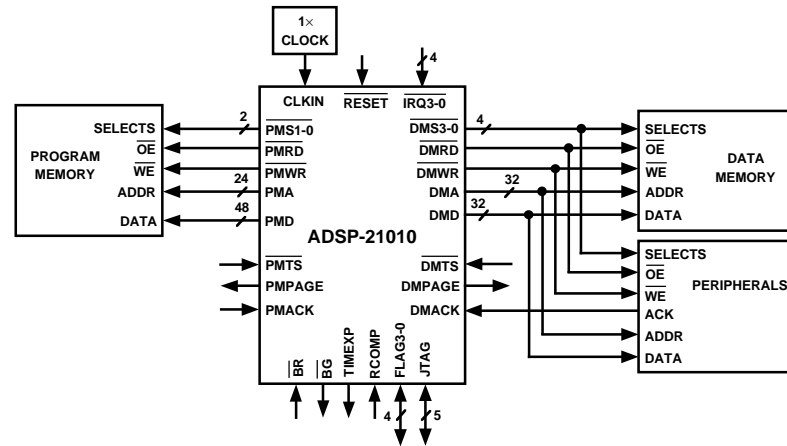 1×
CLOCK
4
CLKIN
RESET
IRQ3-0
PROGRAM
MEMORY
SELECTS
OE
WE
ADDR
DATA
2
24
48
PMS1-0
PMRD
PMWR
PMA
PMD
DMS3-0
DMRD
DMWR
DMA
DMD
4
32
32
SELECTS
OE
WE
ADDR
DATA
DATA
MEMORY
ADSP-21010
PMTS
PMPAGE
PMACK
DMTS
DMPAGE
DMACK
SELECTS
OE
WE
ACK
ADDR
DATA
PERIPHERALS
BR
BG
TIMEXP
RCOMP
FLAG3-0
JTAG
4
5